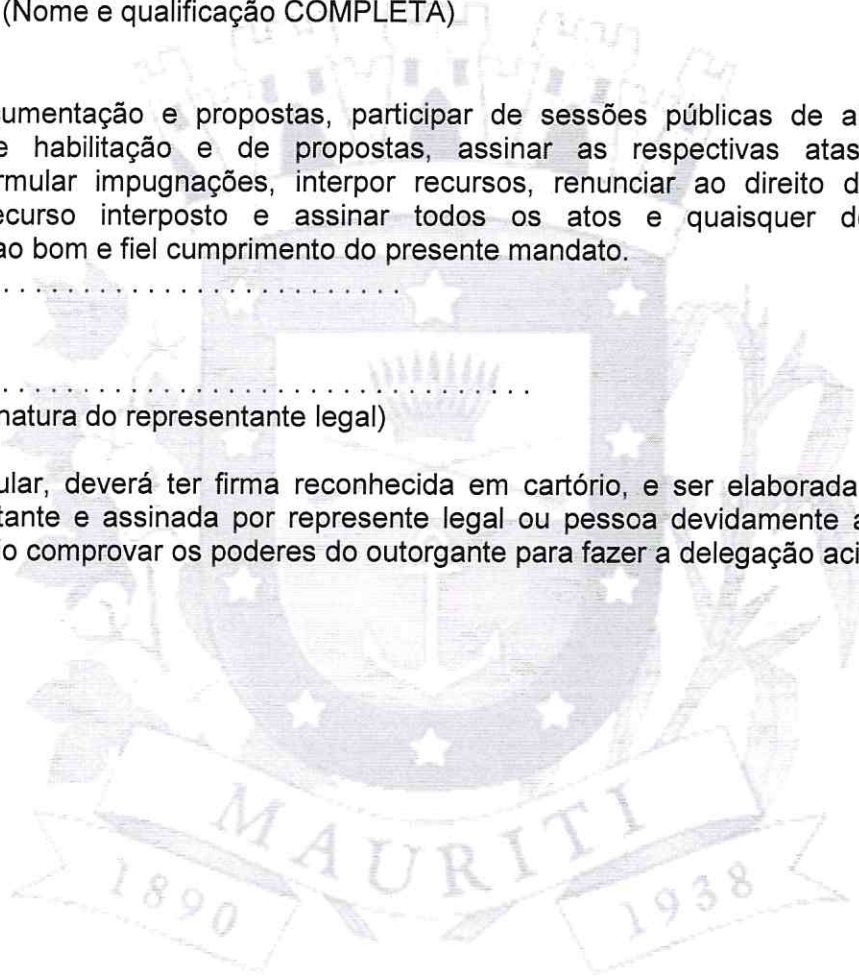 (Nome e qualificação COMPLETA)
umentação e propostas, participar de sessões públicas de a
e habilitação e de propostas, assinar as respectivas atas
rmular impugnações, interpor recursos, renunciar ao direito d
ecurso interposto e assinar todos os atos e quaisquer d
ao bom e fiel cumprimento do presente mandato.
. . . . . . . . . . . . . . . . . . . . . . . . . . .
. . . . . . . . . . . . . . . . . . . . . . . . . . . . . . . . . . . .
natura do representante legal)
ular, deverá ter firma reconhecida em cartório, e ser elaborada
tante e assinada por represente legal ou pessoa devidamente a
o comprovar os poderes do outorgante para fazer a delegação aci
MAURITI
1890
1938